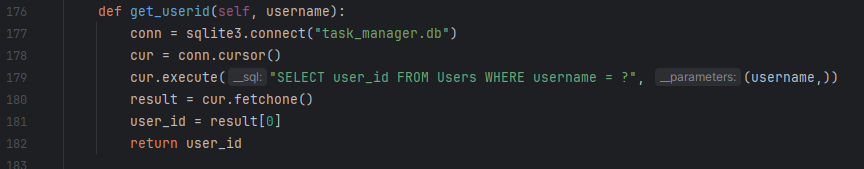 176 def get_userid(self, username):
177 conn = sqlite3.connect("task_manager.db")
178 cur = conn.cursor()
179 cur.execute(__sql: "SELECT user_id FROM Users WHERE username = ?", __parameters: (username,))
180 result = cur.fetchone()
181 user_id = result[0]
182 return user_id
183